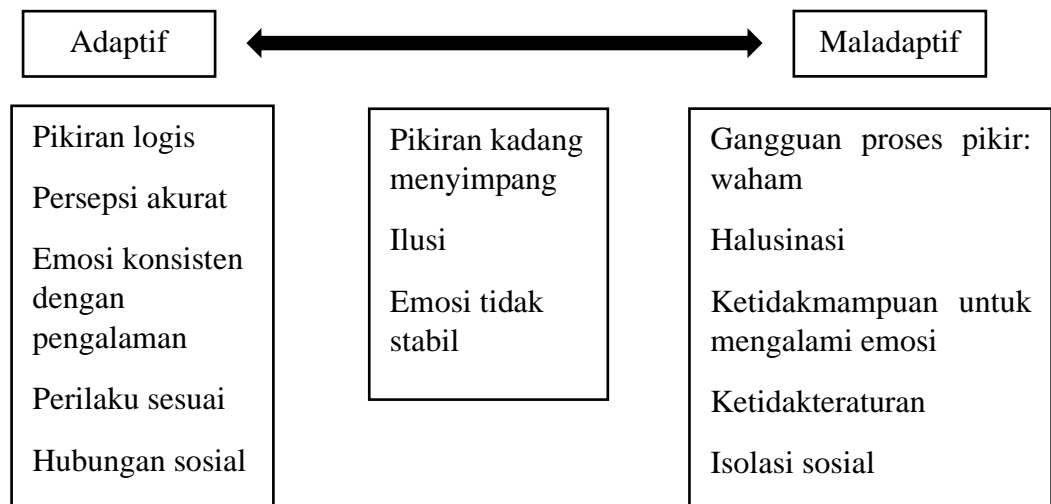 Adaptif
Maladaptif
Pikiran logis
Persepsi akurat
Emosi konsisten
dengan
pengalaman
Perilaku sesuai
Hubungan sosial
Pikiran kadang
menyimpang
Ilusi
Emosi tidak
stabil
Gangguan proses pikir:
waham
Halusinasi
Ketidakmampuan untuk
mengalami emosi
Ketidakteraturan
Isolasi sosial